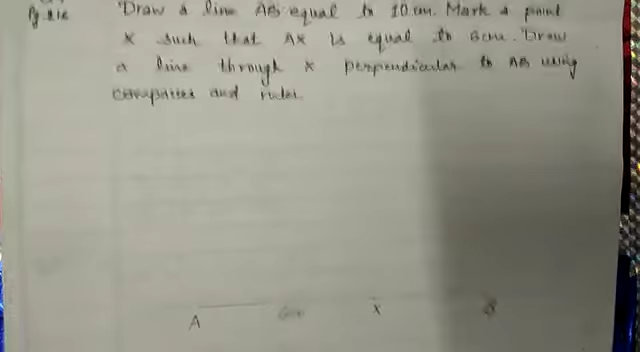 Draw a line AB equal to 10 cm. Mark a point
X such that AX is equal to 6cm. Draw
a line through X perpendicular to AB using
compasses and ruler
A X B